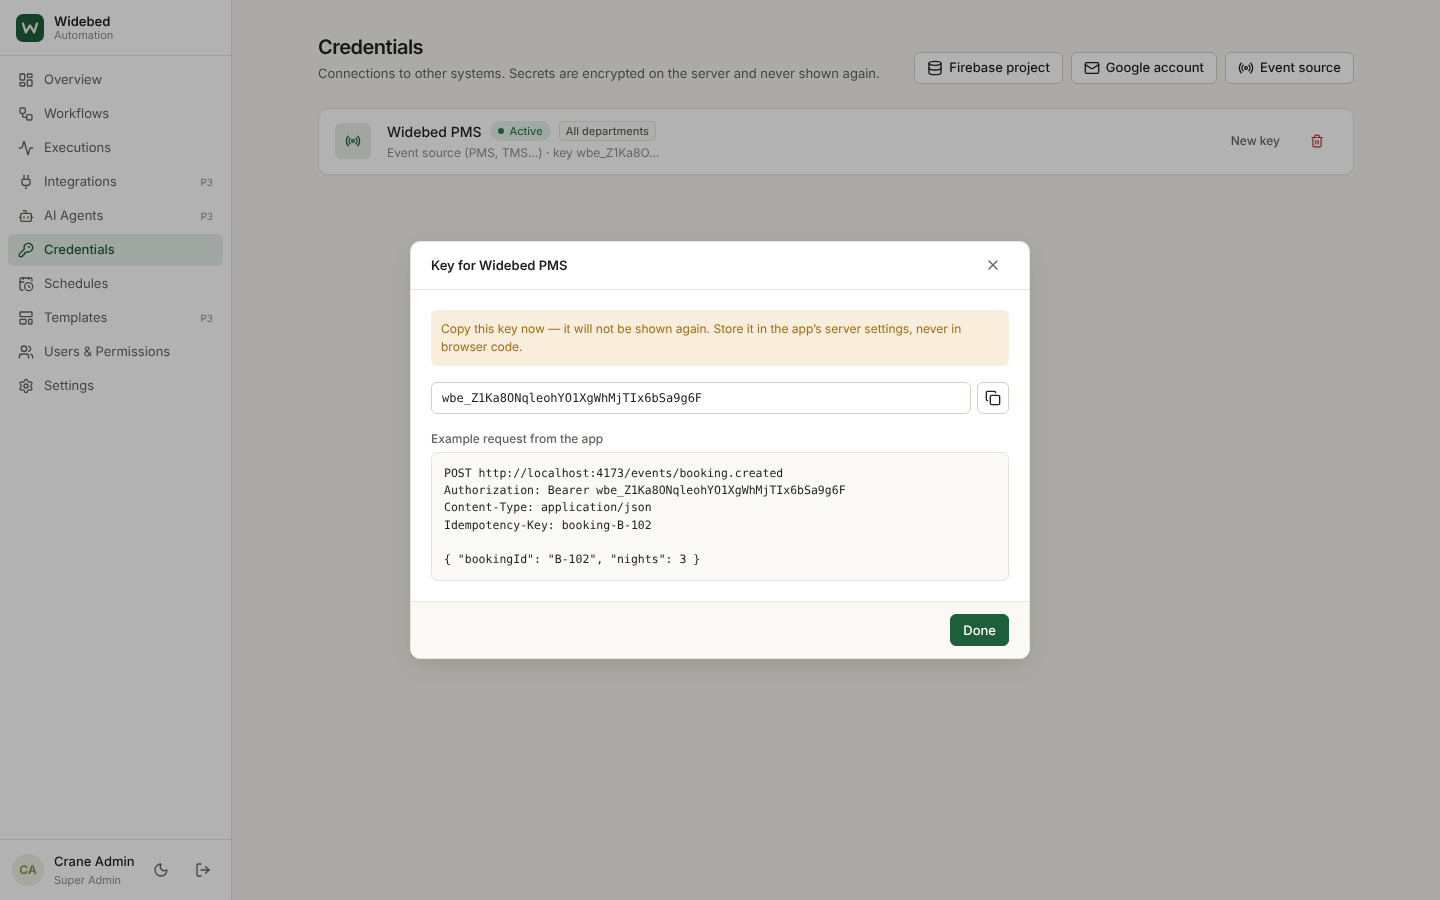 Widebed
Automation
Overview
Workflows
Executions
Integrations P3
AI Agents P3
Credentials
Schedules
Templates P3
Users & Permissions
Settings
CA
Crane Admin
Super Admin
Credentials
Connections to other systems. Secrets are encrypted on the server and never shown again.
Firebase project
Google account
Event source
Widebed PMS Active All departments
Event source (PMS, TMS…) · key wbe_Z1Ka8O…
New key
Key for Widebed PMS
Copy this key now — it will not be shown again. Store it in the app’s server settings, never in
browser code.
wbe_Z1Ka8ONqleohYO1XgWhMjTIx6bSa9g6F
Example request from the app
POST http://localhost:4173/events/booking.created
Authorization: Bearer wbe_Z1Ka8ONqleohYO1XgWhMjTIx6bSa9g6F
Content-Type: application/json
Idempotency-Key: booking-B-102
{ "bookingId": "B-102", "nights": 3 }
Done